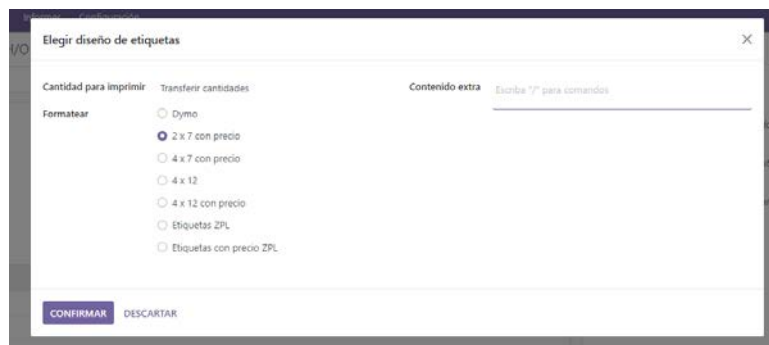 Informar Configuración
Elegir diseño de etiquetas
Cantidad para imprimir Transferir cantidades
Contenido extra Escriba "/" para comandos
Formatear
Dymo
2 x 7 con precio
4 x 7 con precio
4 x 12
4 x 12 con precio
Etiquetas ZPL
Etiquetas con precio ZPL
CONFIRMAR DESCARTAR